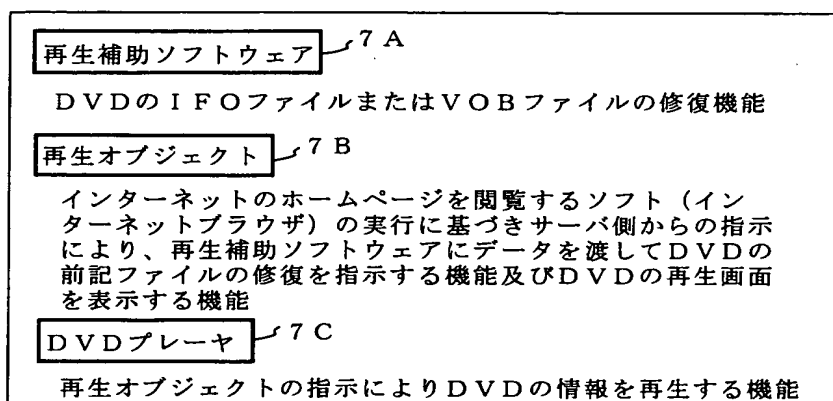 再生補助ソフトウェア 7A
DVDのIFOファイルまたはVOBファイルの修復機能
再生オブジェクト 7B
インターネットのホームページを閲覧するソフト（イン
ターネットブラウザ）の実行に基づきサーバ側からの指示
により、再生補助ソフトウェアにデータを渡してDVDの
前記ファイルの修復を指示する機能及びDVDの再生画面
を表示する機能
DVDプレーヤ 7C
再生オブジェクトの指示によりDVDの情報を再生する機能